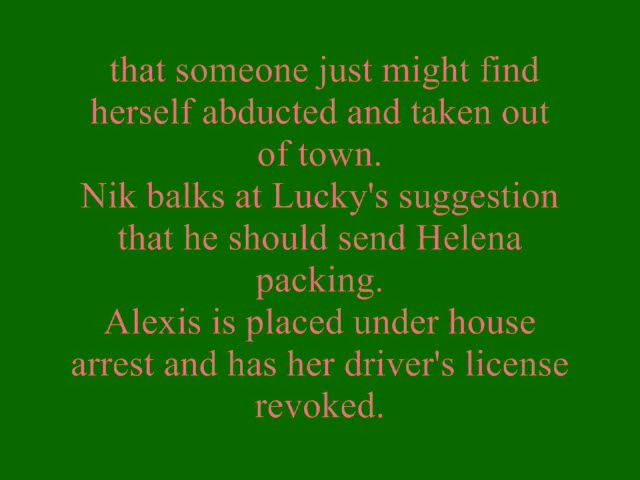 that someone just might find
herself abducted and taken out
of town.
Nik balks at Lucky's suggestion
that he should send Helena
packing.
Alexis is placed under house
arrest and has her driver's license
revoked.